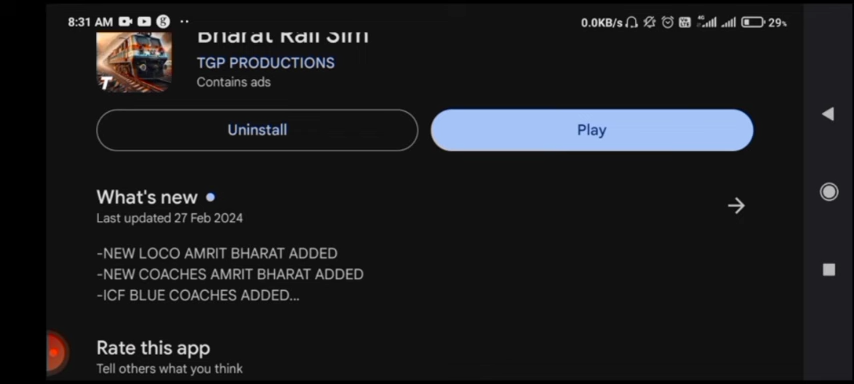 8:31 AM
0.0KB/s 4G 29%
Bharat Rail Sim
TGP PRODUCTIONS
Contains ads
Uninstall
Play
What's new
Last updated 27 Feb 2024
-NEW LOCO AMRIT BHARAT ADDED
-NEW COACHES AMRIT BHARAT ADDED
-ICF BLUE COACHES ADDED...
Rate this app
Tell others what you think